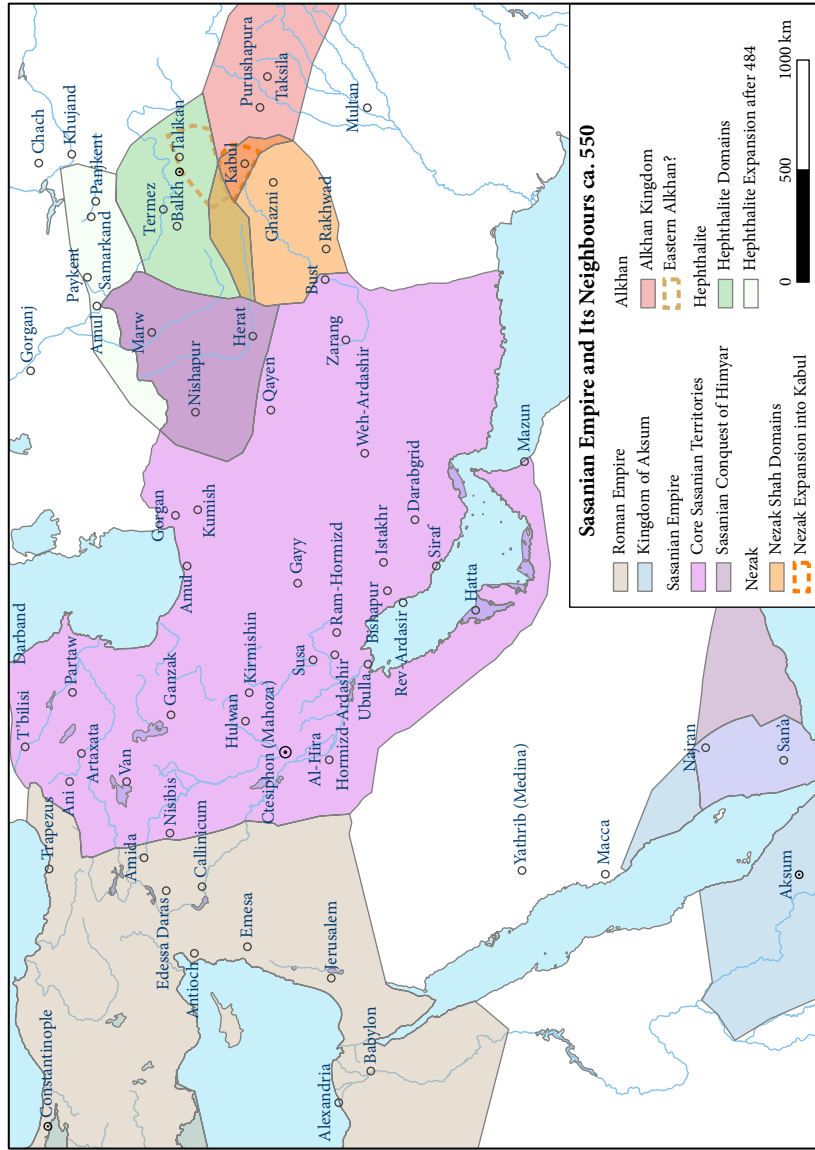 Constantinople
Trapezus
T'bilisi
Darband
Gorganj
Chach
Khujand
Ani
Artaxata
Partaw
Paykent
Amul
Samarkand
Panjkent
Van
Amida
Nisibis
Ganzak
Gorgan
Kumish
Amul
Marw
Nishapur
Termez
Balkh
Talikan
Edessa Daras
Callinicum
Antioch
Emesa
Hulwan
Kirmishin
Herat
Qayen
Kabul
Ghazni
Purushapura
Taksila
Ctesiphon (Mahoza)
Gayy
Susa
Ram-Hormizd
Al-Hira
Hormizd-Ardashir
Ubulla
Jerusalem
Alexandria
Babylon
Bishapur
Rev-Ardasir
Istakhr
Darabgrid
Siraf
Weh-Ardashir
Zarang
Bust
Rakhwad
Multan
Hatta
Mazun
Yathrib (Medina)
Macca
Najran
San'a
Aksum
Sasanian Empire and Its Neighbours ca. 550
Roman Empire
Kingdom of Aksum
Sasanian Empire
Core Sasanian Territories
Sasanian Conquest of Himyar
Nezak
Nezak Shah Domains
Nezak Expansion into Kabul
Alkhan
Alkhan Kingdom
Eastern Alkhan?
Hephthalite
Hephthalite Domains
Hephthalite Expansion after 484
0 500 1000 km